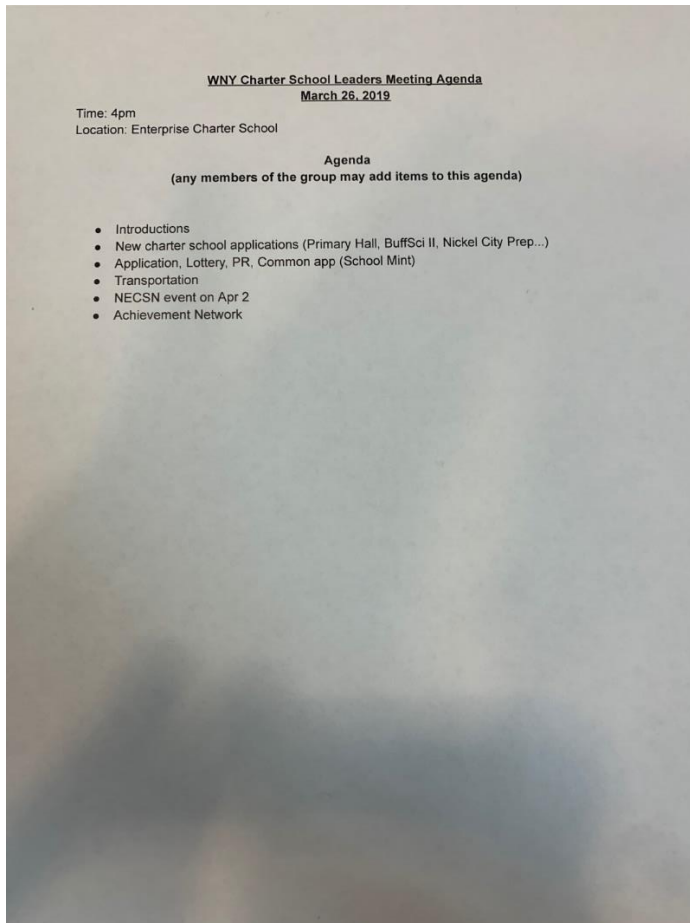 WNY Charter School Leaders Meeting Agenda
March 26, 2019
Time: 4pm
Location: Enterprise Charter School
Agenda
(any members of the group may add items to this agenda)
● Introductions
● New charter school applications (Primary Hall, BuffSci II, Nickel City Prep...)
● Application, Lottery, PR, Common app (School Mint)
● Transportation
● NECSN event on Apr 2
● Achievement Network